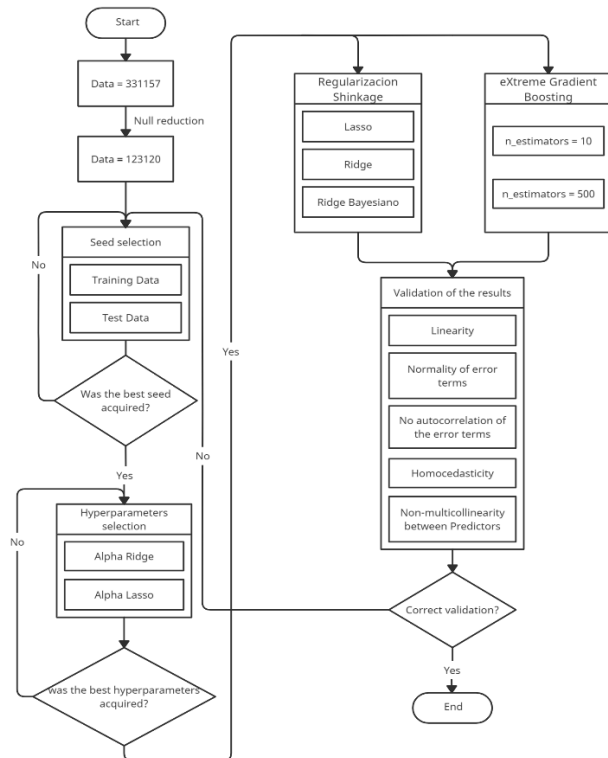 Start
Data = 331157
Null reduction
Data = 123120
Seed selection
Training Data
Test Data
No
Was the best seed
acquired?
Yes
Hyperparameters
selection
Alpha Ridge
Alpha Lasso
No
was the best hyperparameters
acquired?
Yes
Regularizacion
Shinkage
Lasso
Ridge
Ridge Bayesiano
eXtreme Gradient
Boosting
n_estimators = 10
n_estimators = 500
Validation of the results
Linearity
Normality of error
terms
No autocorrelation of
the error terms
Homocedasticity
Non-multicollinearity
between Predictors
Correct validation?
No
Yes
End